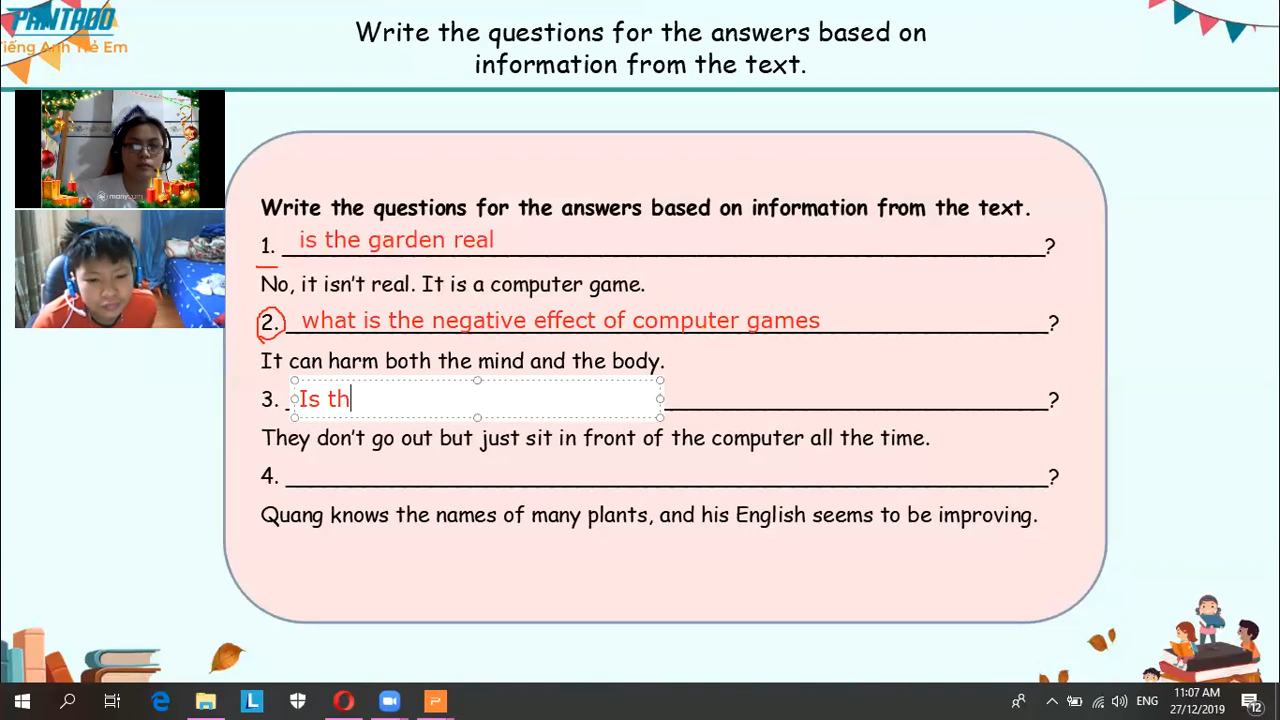 PANTADO
Tiếng Anh Trẻ Em
Write the questions for the answers based on
information from the text.
Write the questions for the answers based on information from the text.
1. is the garden real ?
No, it isn't real. It is a computer game.
2. what is the negative effect of computer games ?
It can harm both the mind and the body.
3. Is th ?
They don't go out but just sit in front of the computer all the time.
4. ?
Quang knows the names of many plants, and his English seems to be improving.
ENG
11:07 AM
27/12/2019
12